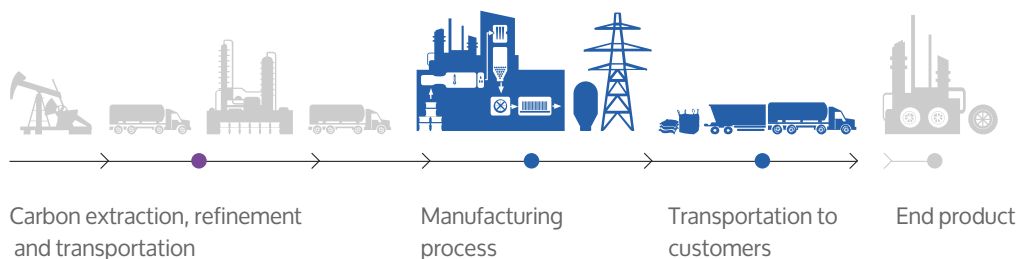 Carbon extraction, refinement
and transportation
Manufacturing
process
Transportation to
customers
End product